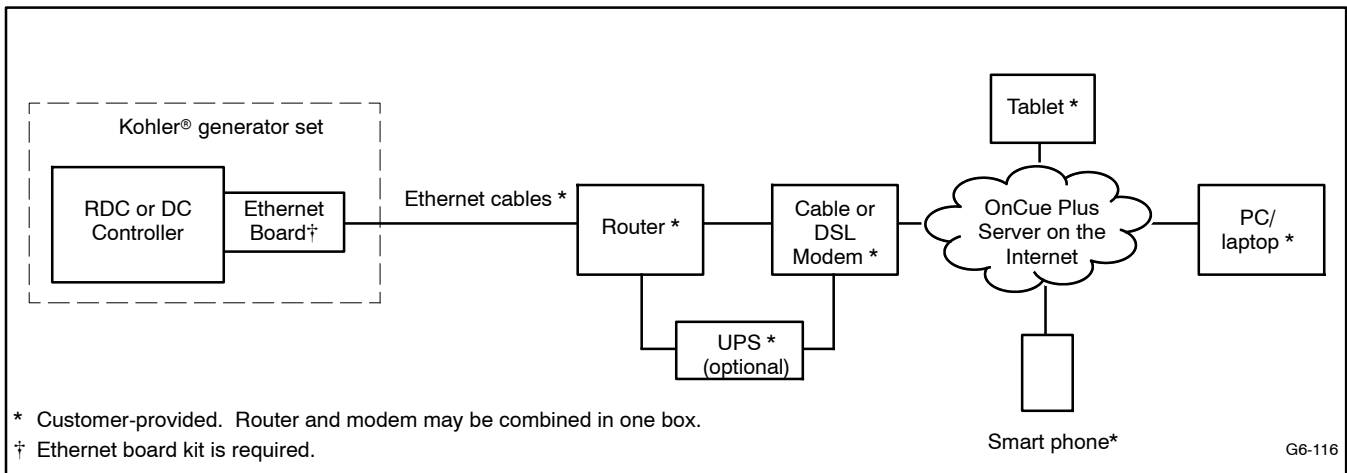 Kohler® generator set
RDC or DC
Controller
Ethernet
Board†
Ethernet cables *
Router *
Cable or
DSL
Modem *
UPS *
(optional)
Tablet *
OnCue Plus
Server on the
Internet
PC/
laptop *
Smart phone*
* Customer-provided. Router and modem may be combined in one box.
† Ethernet board kit is required.
G6-116